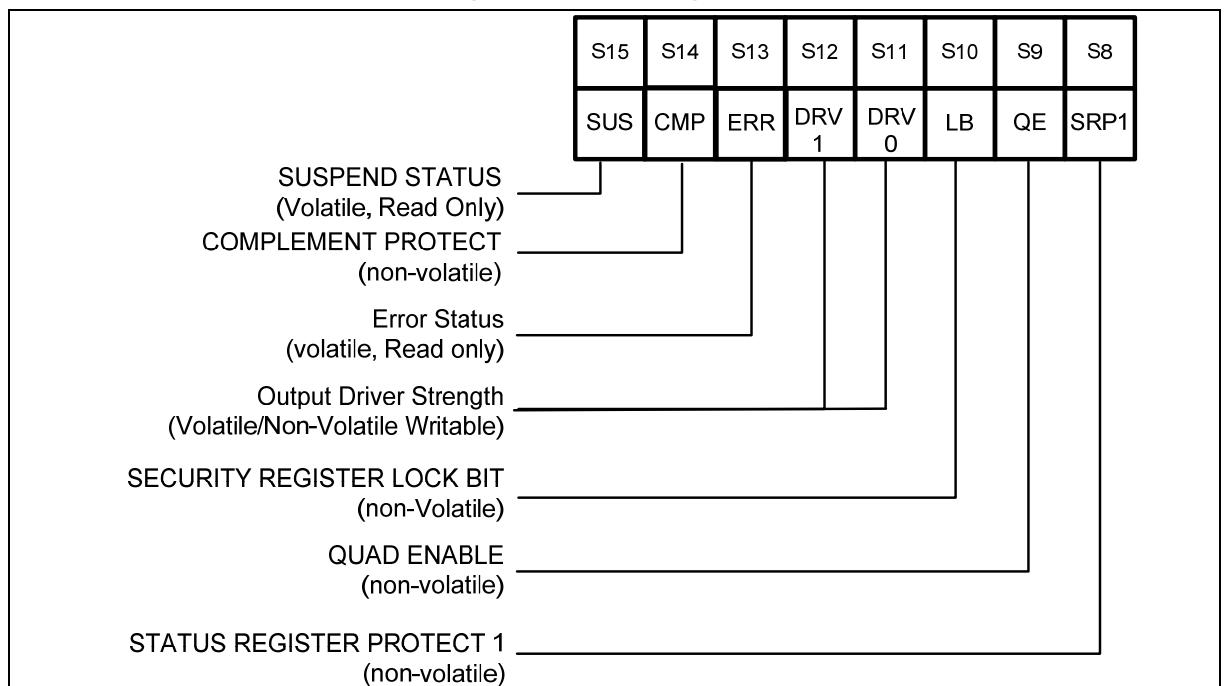 S15 S14 S13 S12 S11 S10 S9 S8
SUS CMP ERR DRV 1 DRV 0 LB QE SRP1
SUSPEND STATUS
(Volatile, Read Only)
COMPLEMENT PROTECT
(non-volatile)
Error Status
(volatile, Read only)
Output Driver Strength
(Volatile/Non-Volatile Writable)
SECURITY REGISTER LOCK BIT
(non-Volatile)
QUAD ENABLE
(non-volatile)
STATUS REGISTER PROTECT 1
(non-volatile)